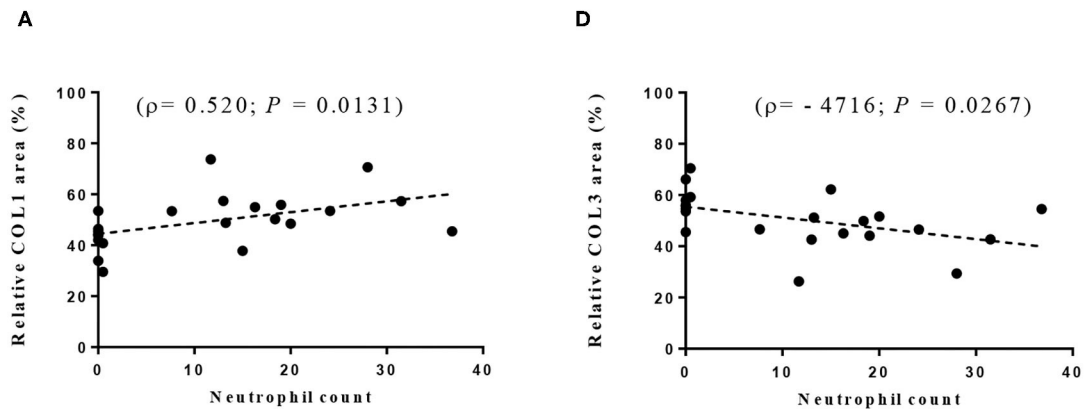 A
(ρ= 0.520; P = 0.0131)
Relative COL1 area (%)
100
80
60
40
20
0
0 10 20 30 40
Neutrophil count
D
(ρ= - 4716; P = 0.0267)
Relative COL3 area (%)
100
80
60
40
20
0
0 10 20 30 40
Neutrophil count